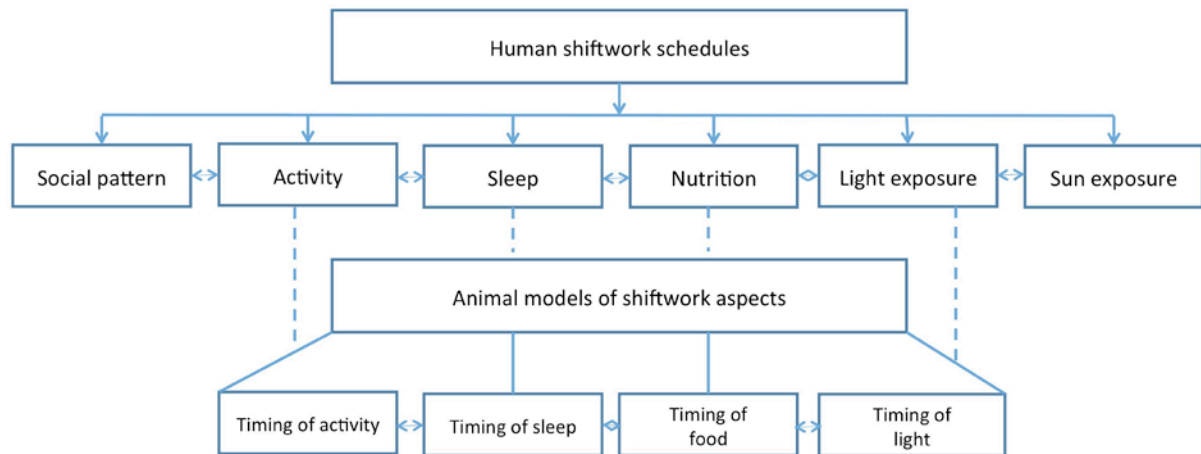 Human shiftwork schedules
Social pattern
Activity
Sleep
Nutrition
Light exposure
Sun exposure
Animal models of shiftwork aspects
Timing of activity
Timing of sleep
Timing of
food
Timing of
light